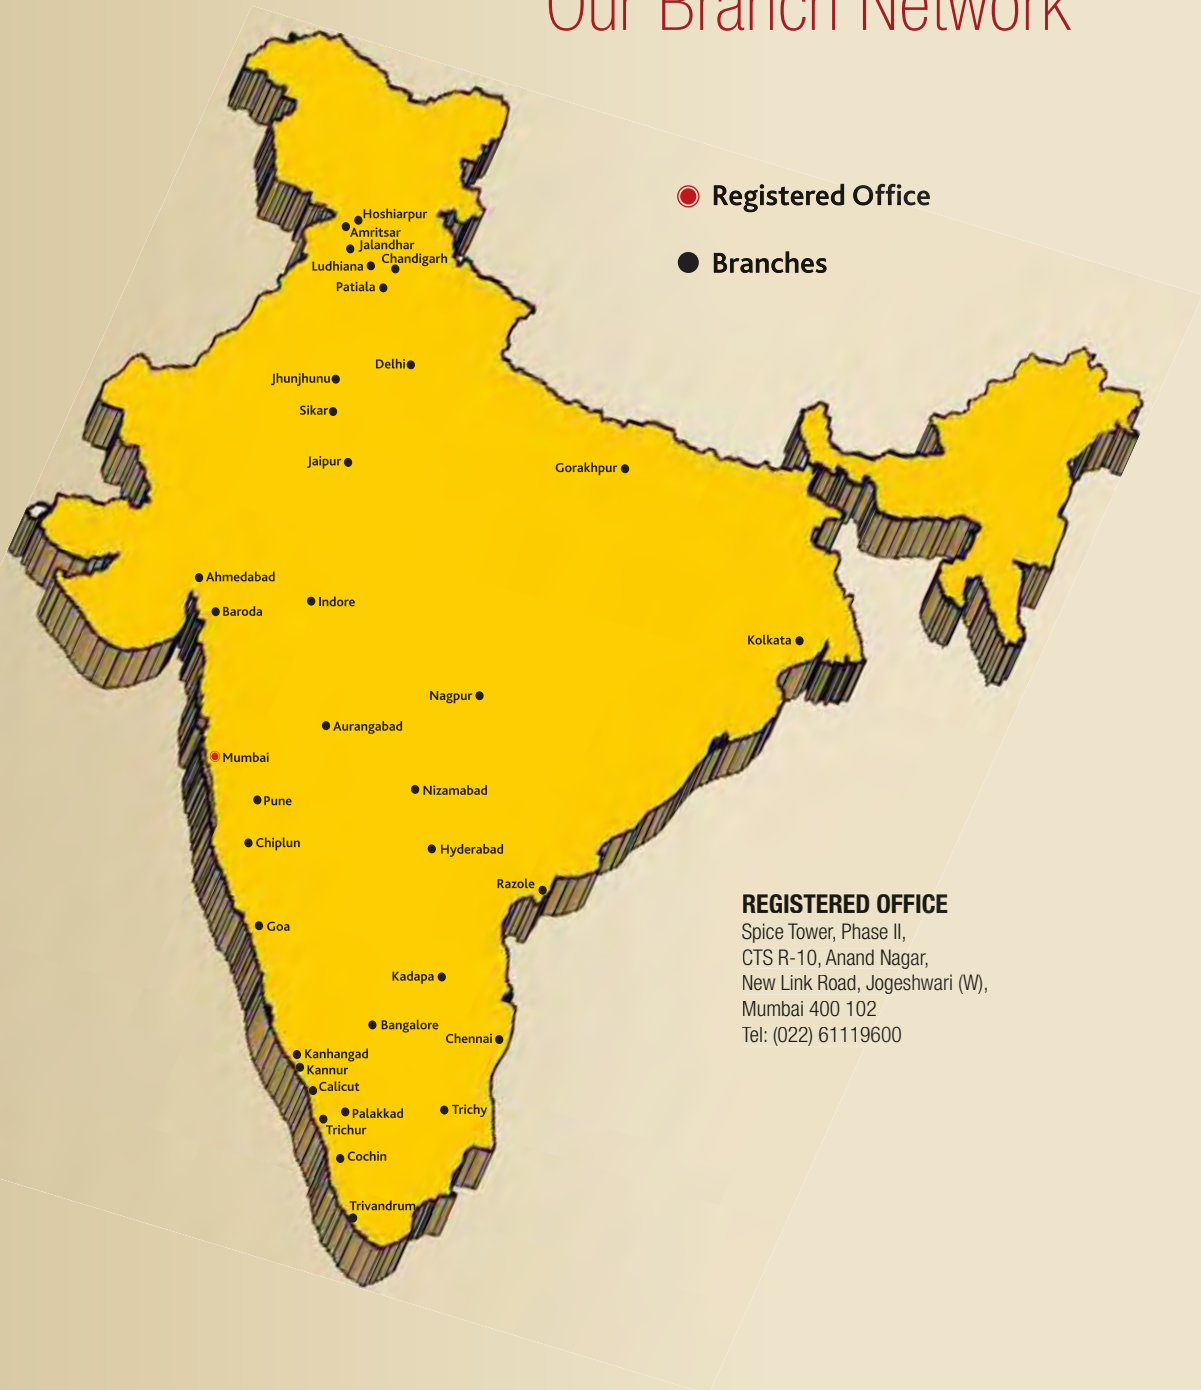 Our Branch Network
Registered Office
Branches
Hoshiarpur
Amritsar
Jalandhar
Chandigarh
Ludhiana
Patiala
Delhi
Jhunjhunu
Sikar
Jaipur
Gorakhpur
Ahmedabad
Indore
Baroda
Kolkata
Nagpur
Aurangabad
Mumbai
Nizamabad
Pune
Chiplun
Hyderabad
Razole
Goa
Kadapa
Bangalore
Chennai
Kanhangad
Kannur
Calicut
Palakkad
Trichy
Trichur
Cochin
Trivandrum
REGISTERED OFFICE
Spice Tower, Phase II,
CTS R-10, Anand Nagar,
New Link Road, Jogeshwari (W),
Mumbai 400 102
Tel: (022) 61119600